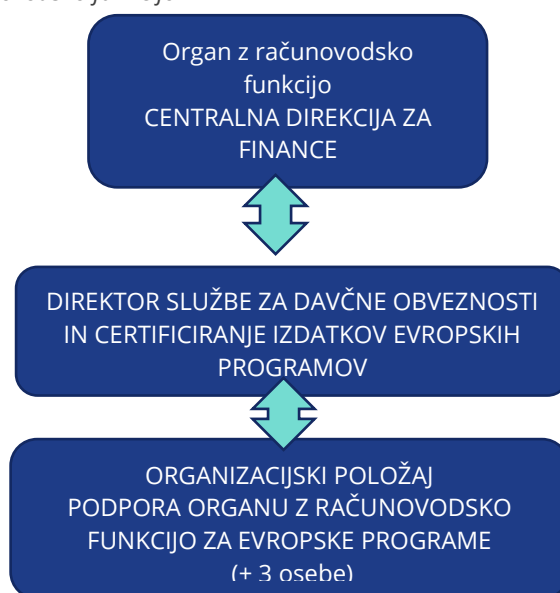 Organ z računovodsko
funkcijo
CENTRALNA DIREKCIJA ZA
FINANCE
DIREKTOR SLUŽBE ZA DAVČNE OBVEZNOSTI
IN CERTIFICIRANJE IZDATKOV EVROPSKIH
PROGRAMOV
ORGANIZACIJSKI POLOŽAJ
PODPORA ORGANU Z RAČUNOVODSKO
FUNKCIJO ZA EVROPSKE PROGRAME
(+ 3 osebe)